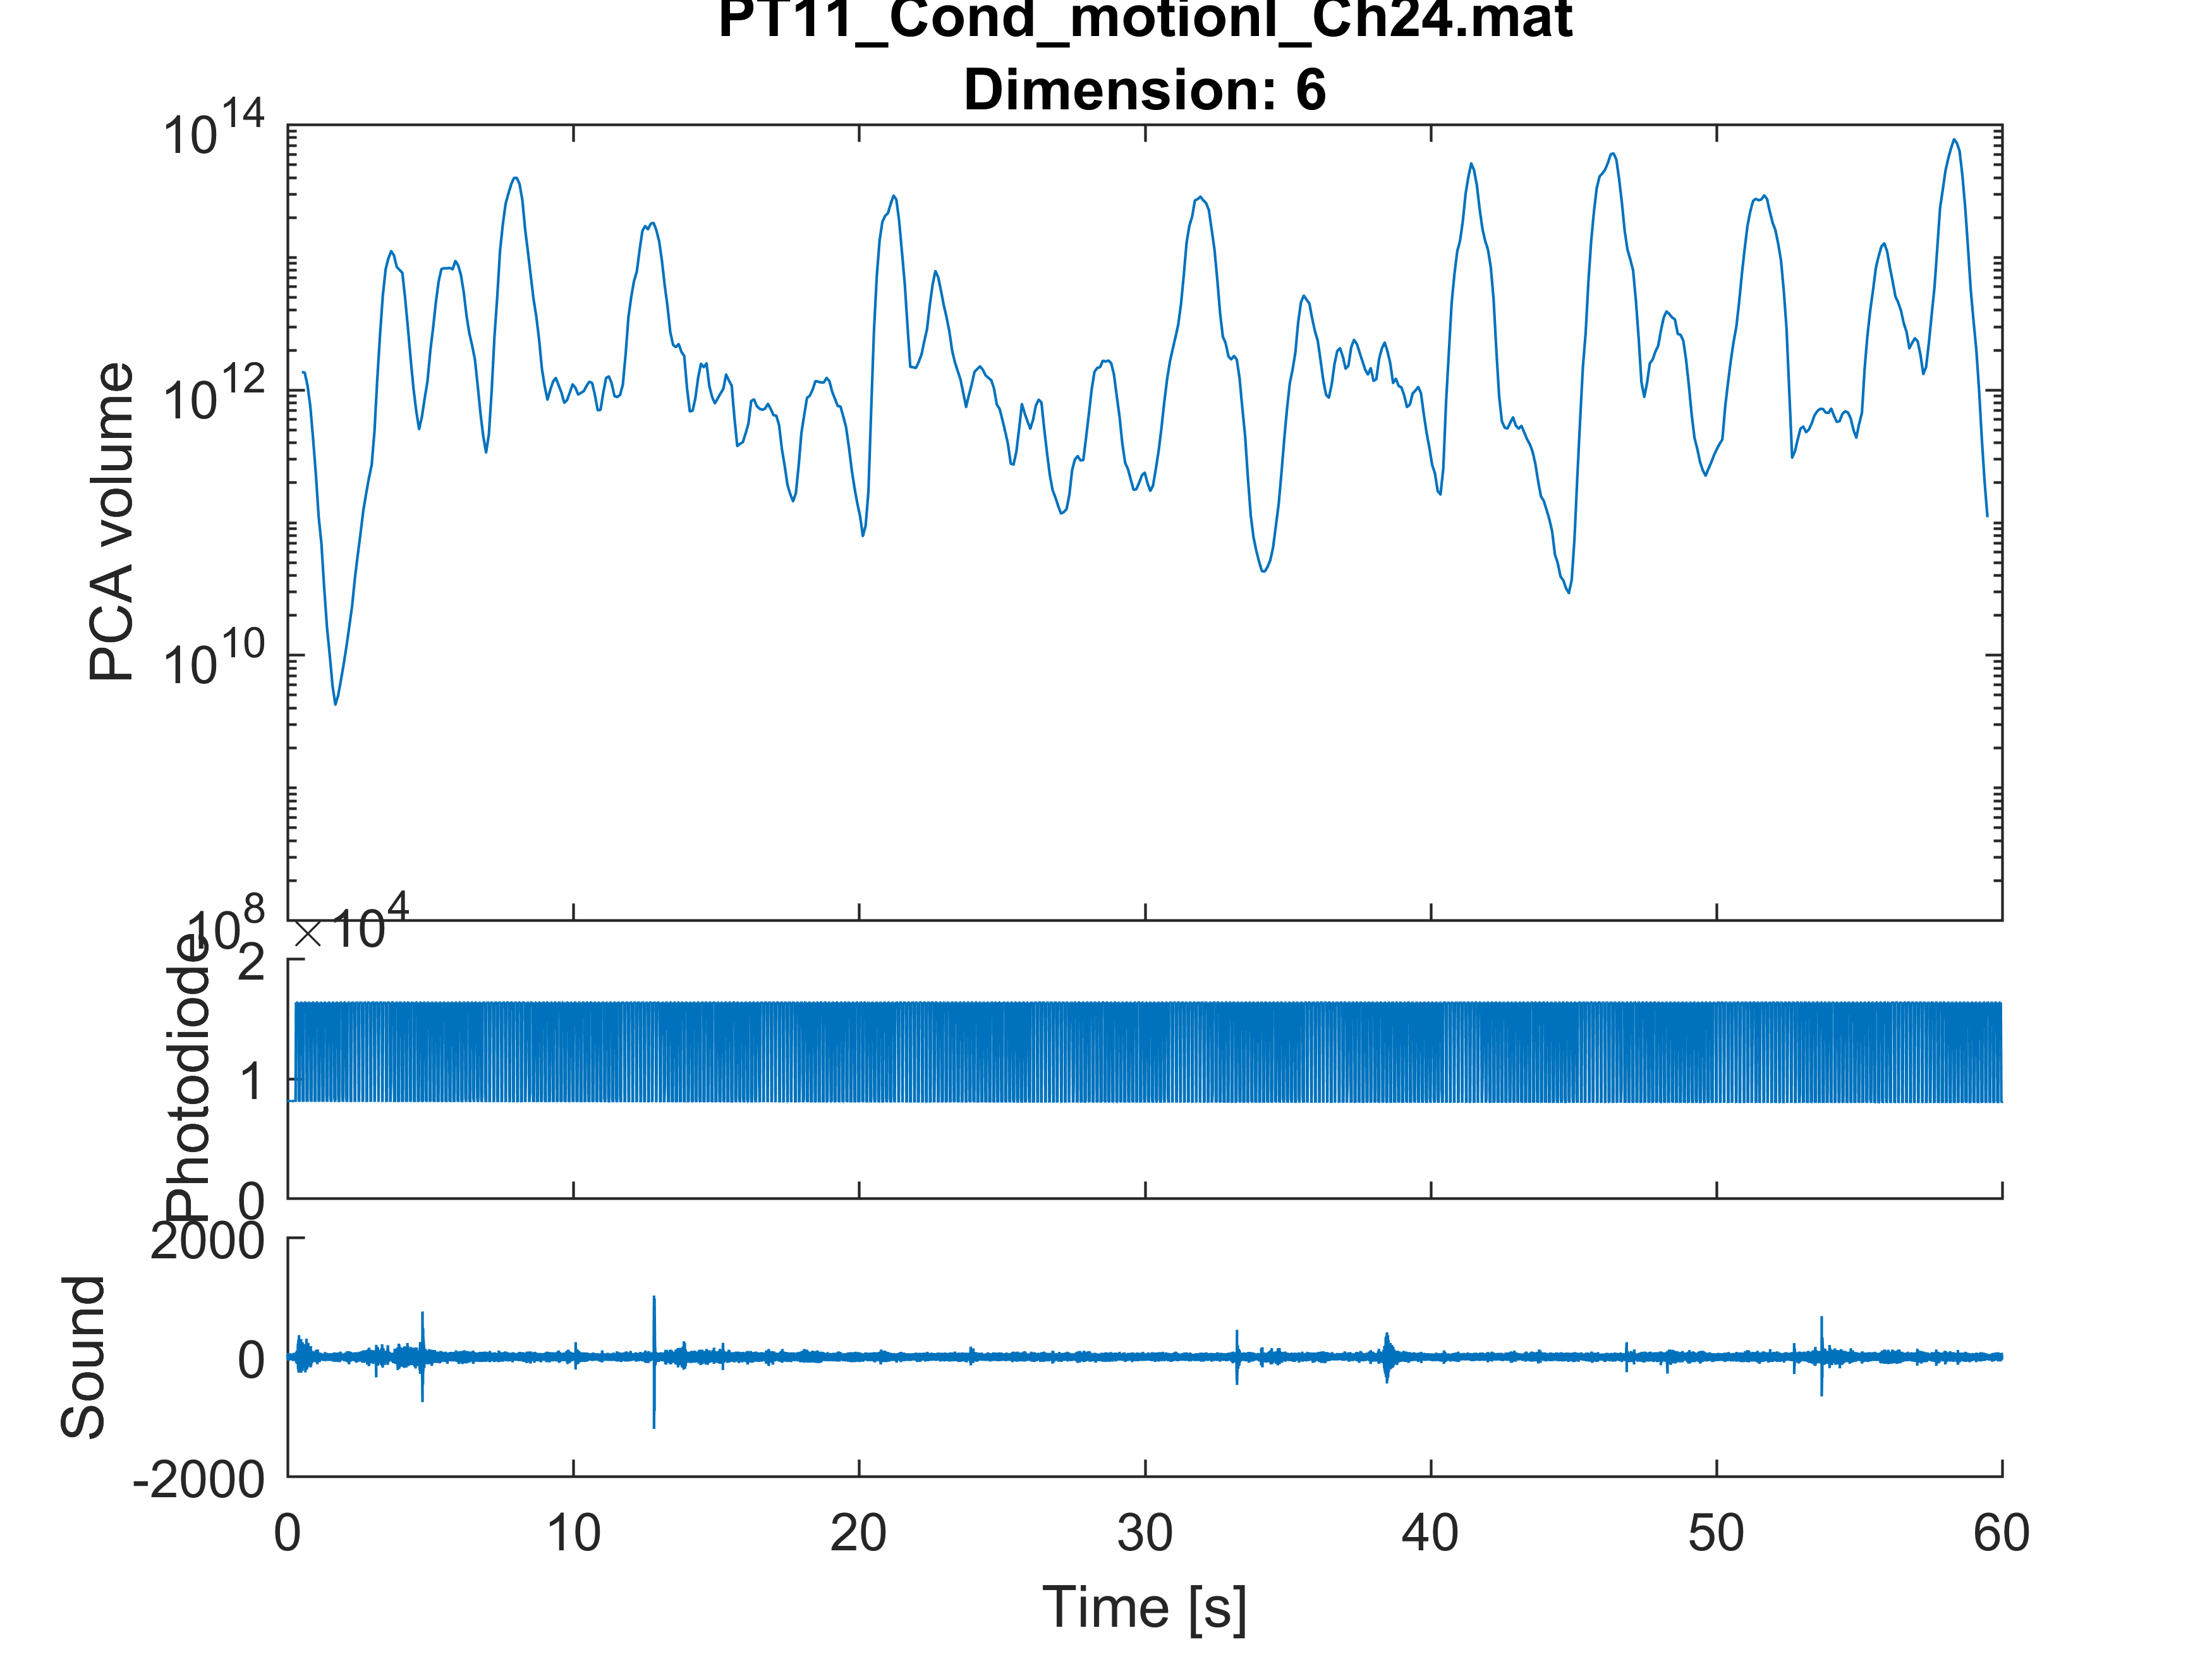 PT11_Cond_motionI_Ch24.mat
Dimension: 6
10^14
10^12
10^10
10^8
PCA volume
× 10^4
2
1
0
Photodiode
2000
0
-2000
Sound
0 10 20 30 40 50 60
Time [s]